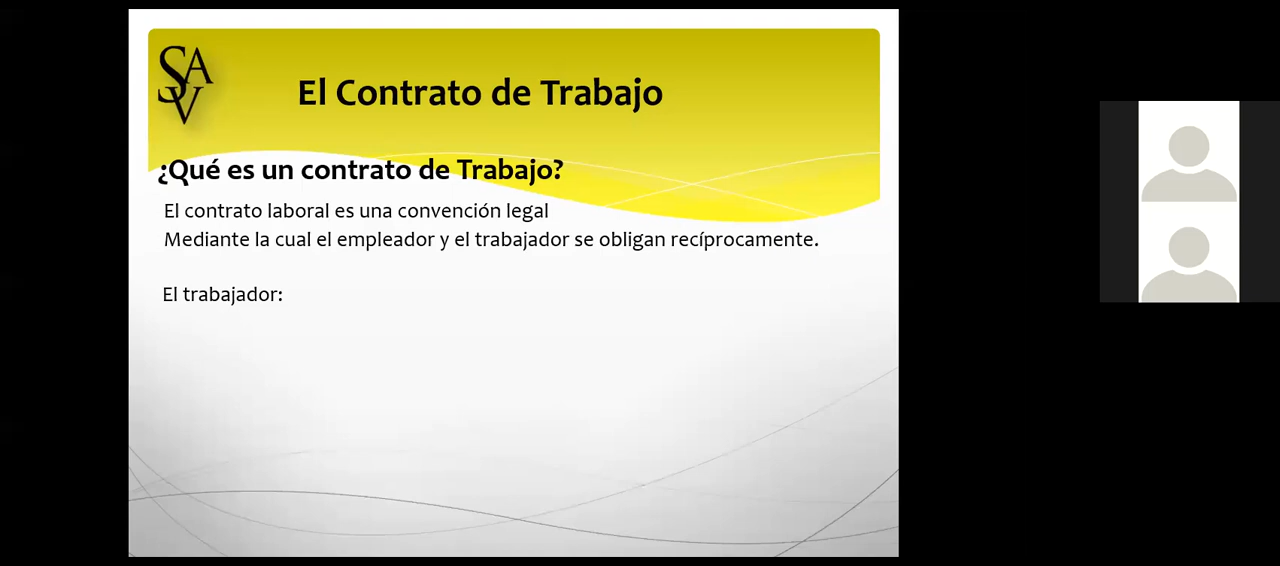 SAV
El Contrato de Trabajo
¿Qué es un contrato de Trabajo?
El contrato laboral es una convención legal
Mediante la cual el empleador y el trabajador se obligan recíprocamente.
El trabajador: